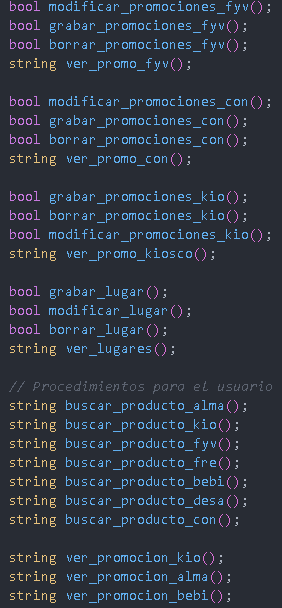 bool modificar_promociones_fyv();
bool grabar_promociones_fyv();
bool borrar_promociones_fyv();
string ver_promo_fyv();
bool modificar_promociones_con();
bool grabar_promociones_con();
bool borrar_promociones_con();
string ver_promo_con();
bool grabar_promociones_kio();
bool borrar_promociones_kio();
bool modificar_promociones_kio();
string ver_promo_kiosco();
bool grabar_lugar();
bool modificar_lugar();
bool borrar_lugar();
string ver_lugares();
// Procedimientos para el usuario
string buscar_producto_alma();
string buscar_producto_kio();
string buscar_producto_fyv();
string buscar_producto_fre();
string buscar_producto_bebi();
string buscar_producto_desa();
string buscar_producto_con();
string ver_promocion_kio();
string ver_promocion_alma();
string ver_promocion_bebi();